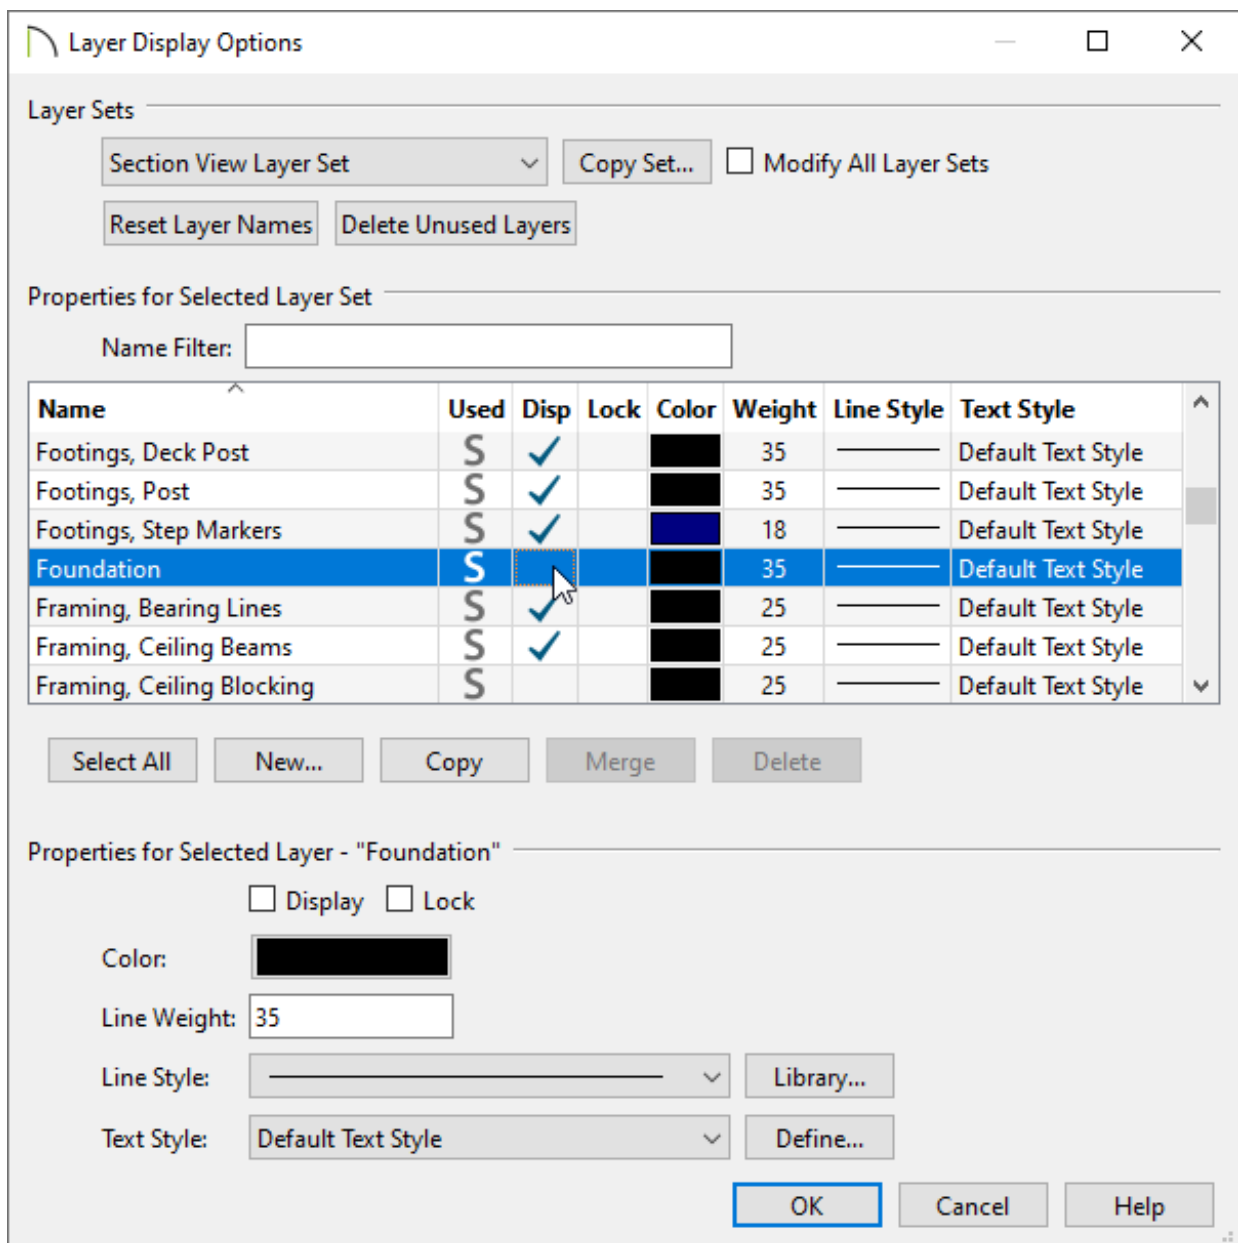 Layer Display Options
Layer Sets
Section View Layer Set Copy Set... Modify All Layer Sets
Reset Layer Names Delete Unused Layers
Properties for Selected Layer Set
Name Filter:
Name Used Disp Lock Color Weight Line Style Text Style
Footings, Deck Post S 35 Default Text Style
Footings, Post S 35 Default Text Style
Footings, Step Markers S 18 Default Text Style
Foundation S 35 Default Text Style
Framing, Bearing Lines S 25 Default Text Style
Framing, Ceiling Beams S 25 Default Text Style
Framing, Ceiling Blocking S 25 Default Text Style
Select All New... Copy Merge Delete
Properties for Selected Layer - "Foundation"
Display Lock
Color:
Line Weight: 35
Line Style: Library...
Text Style: Default Text Style Define...
OK Cancel Help